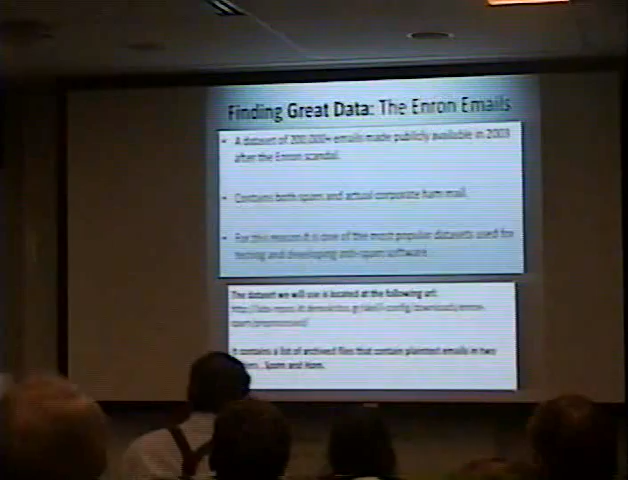 Finding Great Data: The Enron Emails
• A dataset of 200,000+ emails made publicly available in 2003
after the Enron scandal.
• Contains both spam and actual corporate ham mail.
• For this reason it is one of the most popular datasets used for
testing and developing anti-spam software
The dataset we will use is located at the following url:
It contains a list of archived files that contain plaintext emails in two
Spam and Ham.